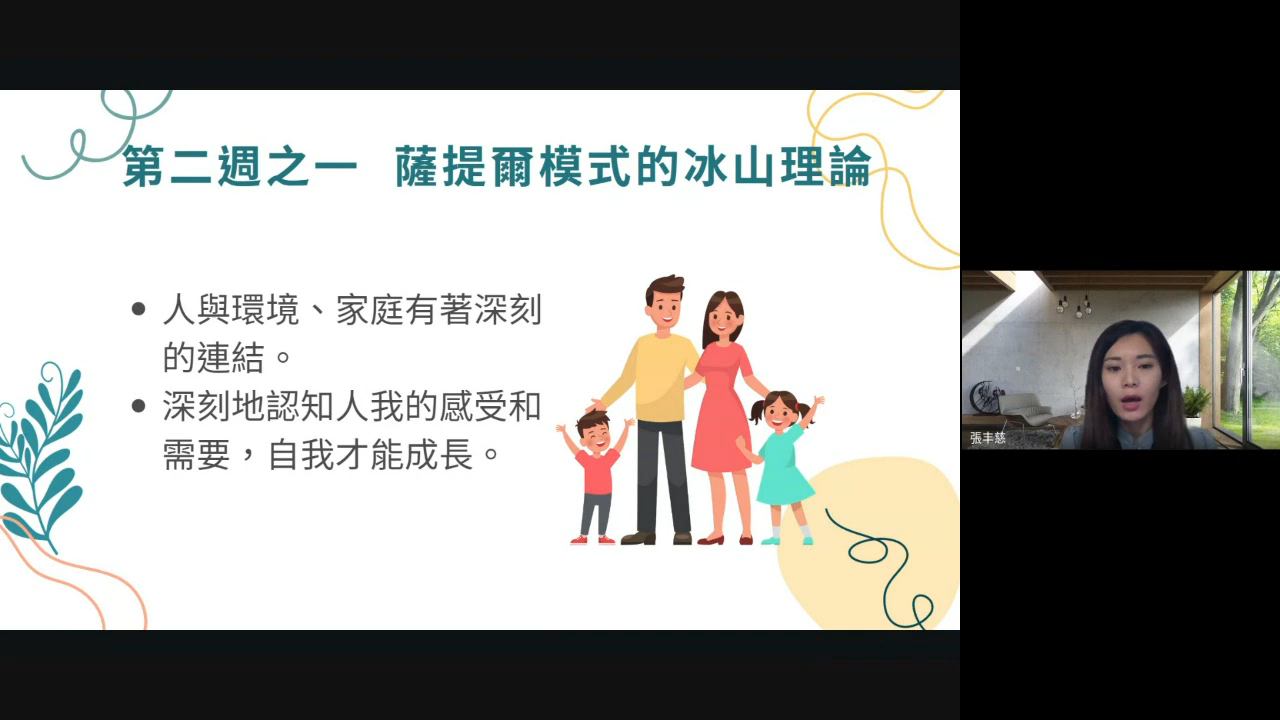 第二週之一 薩提爾模式的冰山理論
• 人與環境、家庭有著深刻
的連結。
• 深刻地認知人我的感受和
需要，自我才能成長。
張丰慈